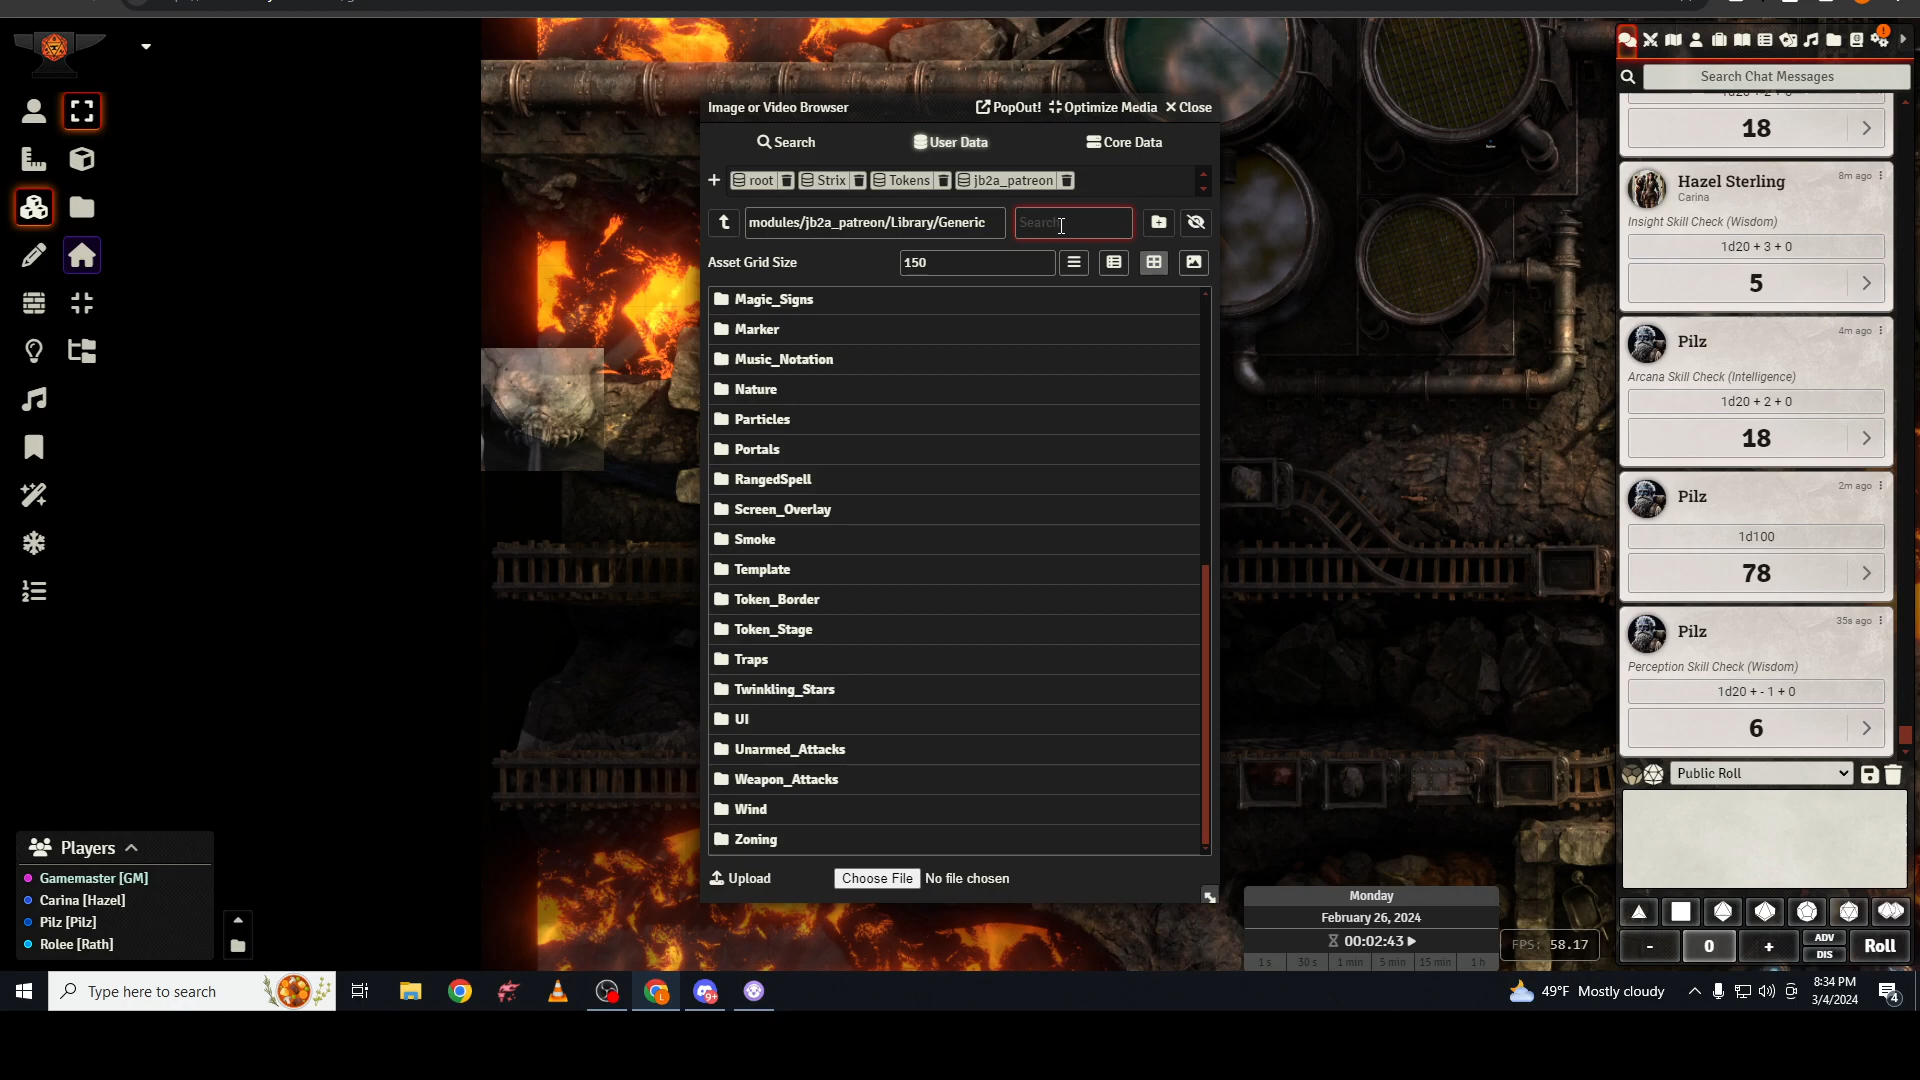 Image or Video Browser
PopOut! Optimize Media Close
Search User Data Core Data
root Strix Tokens jb2a_patreon
modules/jb2a_patreon/Library/Generic Search
Asset Grid Size 150
Magic_Signs
Marker
Music_Notation
Nature
Particles
Portals
RangedSpell
Screen_Overlay
Smoke
Template
Token_Border
Token_Stage
Traps
Twinkling_Stars
UI
Unarmed_Attacks
Weapon_Attacks
Wind
Zoning
Upload Choose File No file chosen
Players
Gamemaster [GM]
Carina [Hazel]
Pilz [Pilz]
Rolee [Rath]
Monday
February 26, 2024
00:02:43
1 s 30 s 1 min 5 min 15 min 1 h
FPS: 58.17
Search Chat Messages
18
Hazel Sterling 8m ago
Carina
Insight Skill Check (Wisdom)
1d20 + 3 + 0
5
Pilz 4m ago
Arcana Skill Check (Intelligence)
1d20 + 2 + 0
18
Pilz 2m ago
1d100
78
Pilz 35s ago
Perception Skill Check (Wisdom)
1d20 + - 1 + 0
6
Public Roll
- 0 + ADV DIS Roll
Type here to search
9+
49°F Mostly cloudy
8:34 PM
3/4/2024
4